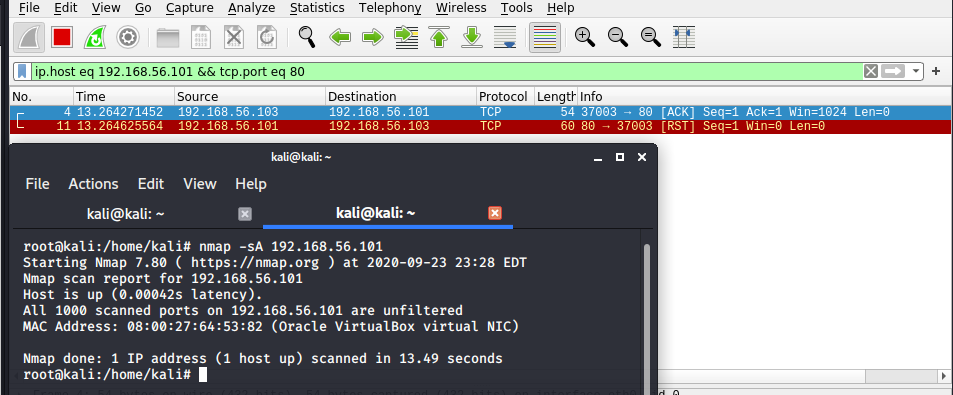 File Edit View Go Capture Analyze Statistics Telephony Wireless Tools Help
ip.host eq 192.168.56.101 && tcp.port eq 80
No. Time Source Destination Protocol Length Info
4 13.264271452 192.168.56.103 192.168.56.101 TCP 54 37003 → 80 [ACK] Seq=1 Ack=1 Win=1024 Len=0
11 13.264625564 192.168.56.101 192.168.56.103 TCP 60 80 → 37003 [RST] Seq=1 Win=0 Len=0
kali@kali: ~
File Actions Edit View Help
kali@kali: ~ kali@kali: ~
root@kali:/home/kali# nmap -sA 192.168.56.101
Starting Nmap 7.80 ( https://nmap.org ) at 2020-09-23 23:28 EDT
Nmap scan report for 192.168.56.101
Host is up (0.00042s latency).
All 1000 scanned ports on 192.168.56.101 are unfiltered
MAC Address: 08:00:27:64:53:82 (Oracle VirtualBox virtual NIC)
Nmap done: 1 IP address (1 host up) scanned in 13.49 seconds
root@kali:/home/kali#